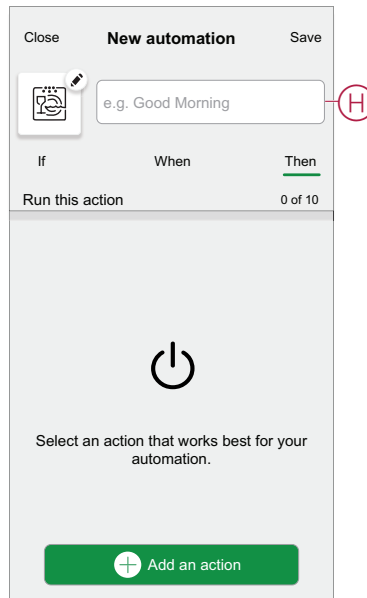 Close New automation Save
e.g. Good Morning
H
If When Then
Run this action 0 of 10
Select an action that works best for your
automation.
Add an action